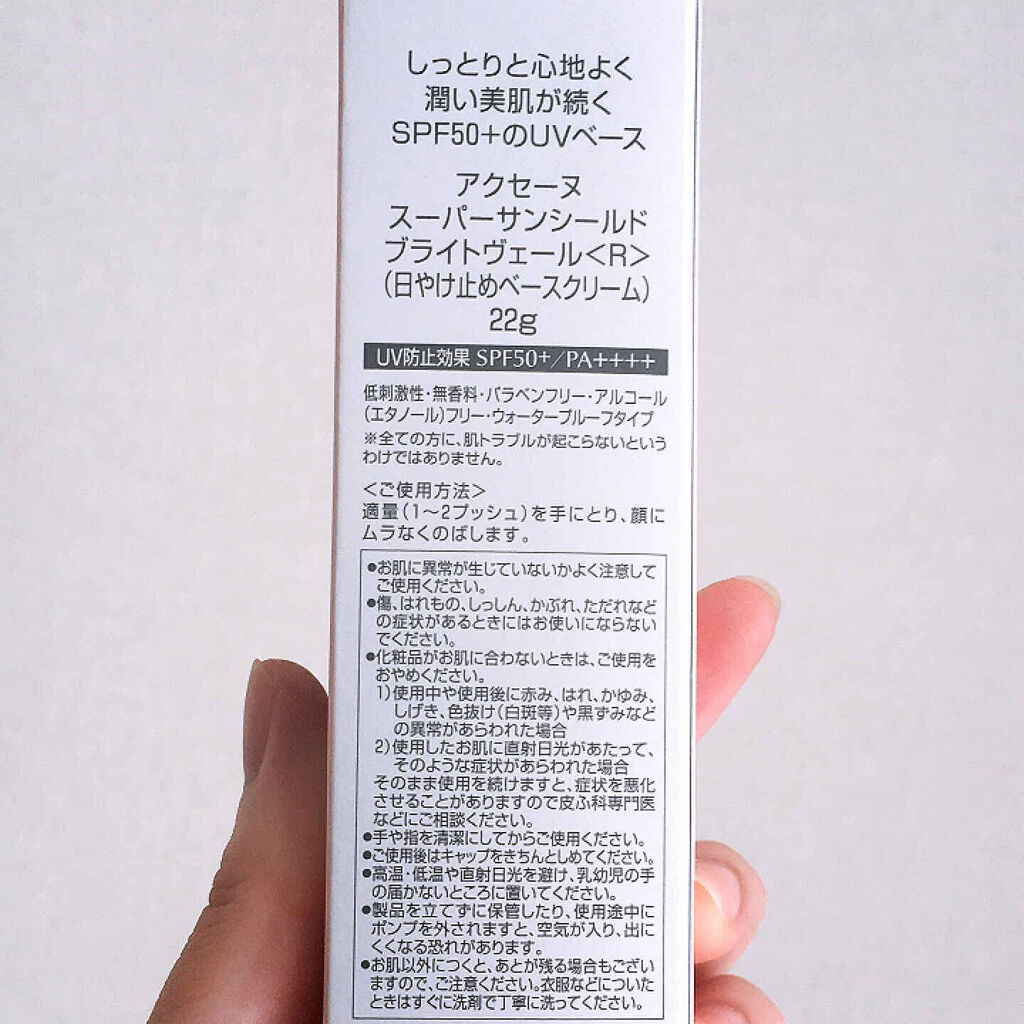 しっとりと心地よく
潤い美肌が続く
SPF50+のUVベース
アクセーヌ
スーパーサンシールド
ブライトヴェール<R>
(日やけ止めベースクリーム)
22g
UV防止効果 SPF50+/PA++++
低刺激性・無香料・パラベンフリー・アルコール
(エタノール)フリー・ウォータープルーフタイプ
※全ての方に、肌トラブルが起こらないという
わけではありません。
<ご使用方法>
適量(1~2プッシュ)を手にとり、顔に
ムラなくのばします。
●お肌に異常が生じていないかよく注意して
ご使用ください。
●傷、はれもの、しっしん、かぶれ、ただれなど
の症状があるときにはお使いにならない
でください。
●化粧品がお肌に合わないときは、ご使用を
おやめください。
1)使用中や使用後に赤み、はれ、かゆみ、
しげき、色抜け(白斑等)や黒ずみなど
の異常があらわれた場合
2)使用したお肌に直射日光があたって、
そのような症状があらわれた場合
そのまま使用を続けますと、症状を悪化
させることがありますので皮ふ科専門医
などにご相談ください。
●手や指を清潔にしてからご使用ください。
●ご使用後はキャップをきちんとしめてください。
●高温・低温や直射日光を避け、乳幼児の手
の届かないところに置いてください。
●製品を立てずに保管したり、使用途中に
ポンプを外されますと、空気が入り、出に
くくなる恐れがあります。
●お肌以外につくと、あとが残る場合もござい
ますので、ご注意ください。衣服などについた
ときはすぐに洗剤で丁寧に洗ってください。